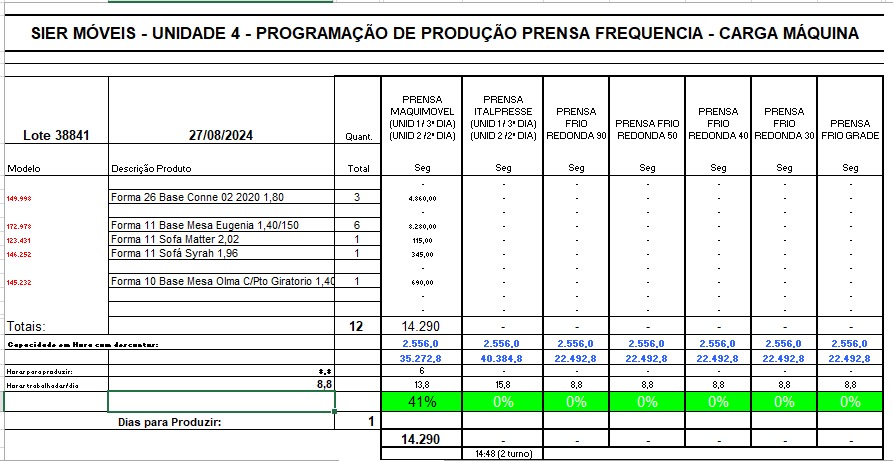 SIER MÓVEIS - UNIDADE 4 - PROGRAMAÇÃO DE PRODUÇÃO PRENSA FREQUENCIA - CARGA MÁQUINA
Lote 38841 27/08/2024 Quant. PRENSA MAQUIMOVEL (UNID 1 / 3ª DIA) (UNID 2 /2ª DIA) PRENSA ITALPRESSE (UNID 1 / 3ª DIA) (UNID 2 /2ª DIA) PRENSA FRIO REDONDA 90 PRENSA FRIO REDONDA 50 PRENSA FRIO REDONDA 40 PRENSA FRIO REDONDA 30 PRENSA FRIO GRADE
Modelo Descrição Produto Total Seg Seg Seg Seg Seg Seg Seg
- - - - - - -
149.998 Forma 26 Base Conne 02 2020 1,80 3 4.860,00 - - - - - -
- - - - - - -
172.978 Forma 11 Base Mesa Eugenia 1,40/150 6 8.280,00 - - - - - -
123.431 Forma 11 Sofa Matter 2,02 1 115,00 - - - - - -
146.252 Forma 11 Sofá Syrah 1,96 1 345,00 - - - - - -
- - - - - - -
145.232 Forma 10 Base Mesa Olma C/Pto Giratorio 1,40 1 690,00 - - - - - -
- - - - - - -
- - - - - - -
Totais: 12 14.290 - - - - - -
Capacidade em Hora com descontos: 2.556,0 2.556,0 2.556,0 2.556,0 2.556,0 2.556,0 2.556,0
35.272,8 40.384,8 22.492,8 22.492,8 22.492,8 22.492,8 22.492,8
Horas para produzir: 8,8 6 - - - - - -
Horas trabalhadas/dia 8,8 13,8 15,8 8,8 8,8 8,8 8,8 8,8
41% 0% 0% 0% 0% 0% 0%
Dias para Produzir: 1
14.290 - - - - - -
14:48 (2 turno)